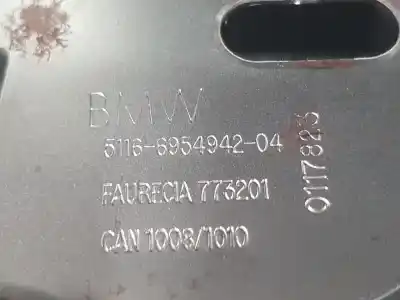 BMW
5116-6954942-04
FAURECIA 773201
CAN 1008/1010
0117823